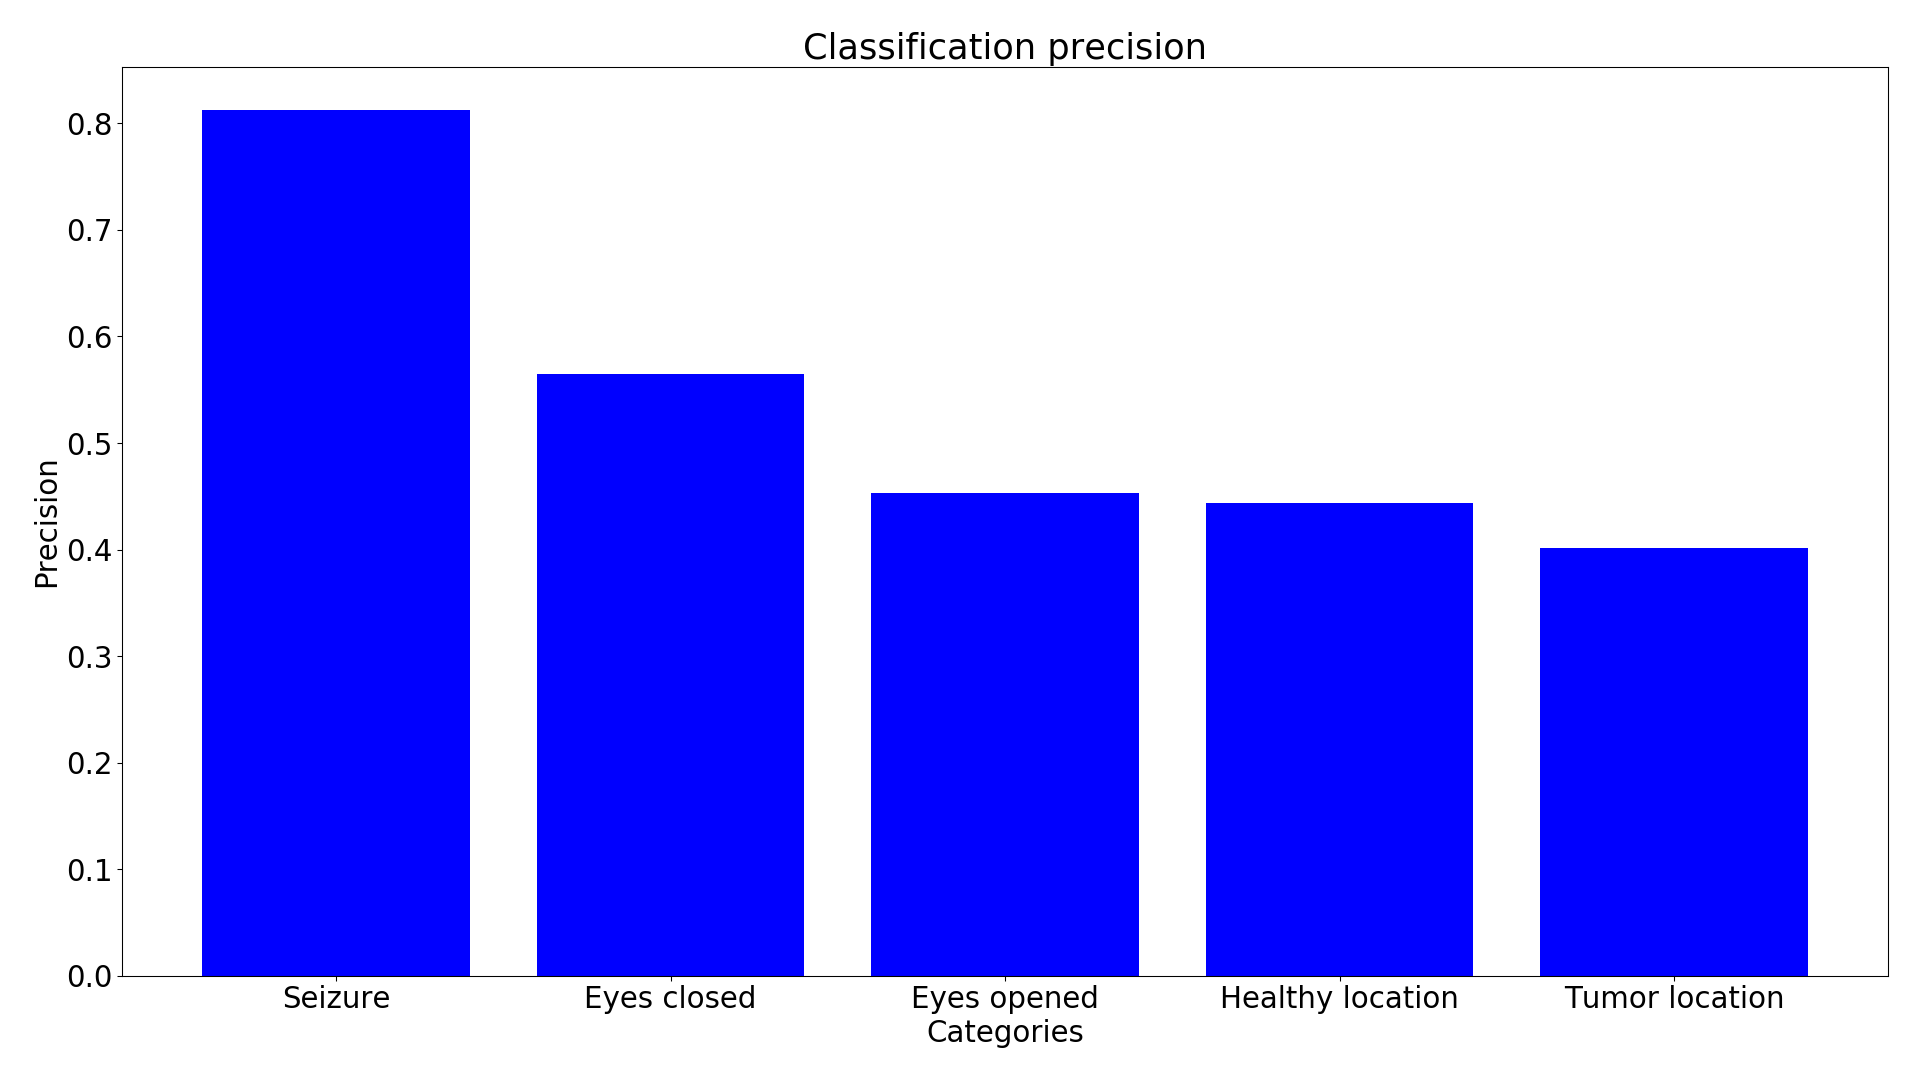 Classification precision
0.8
0.7
0.6
0.5
0.4
0.3
0.2
0.1
0.0
Precision
Seizure
Eyes closed
Eyes opened
Healthy location
Tumor location
Categories